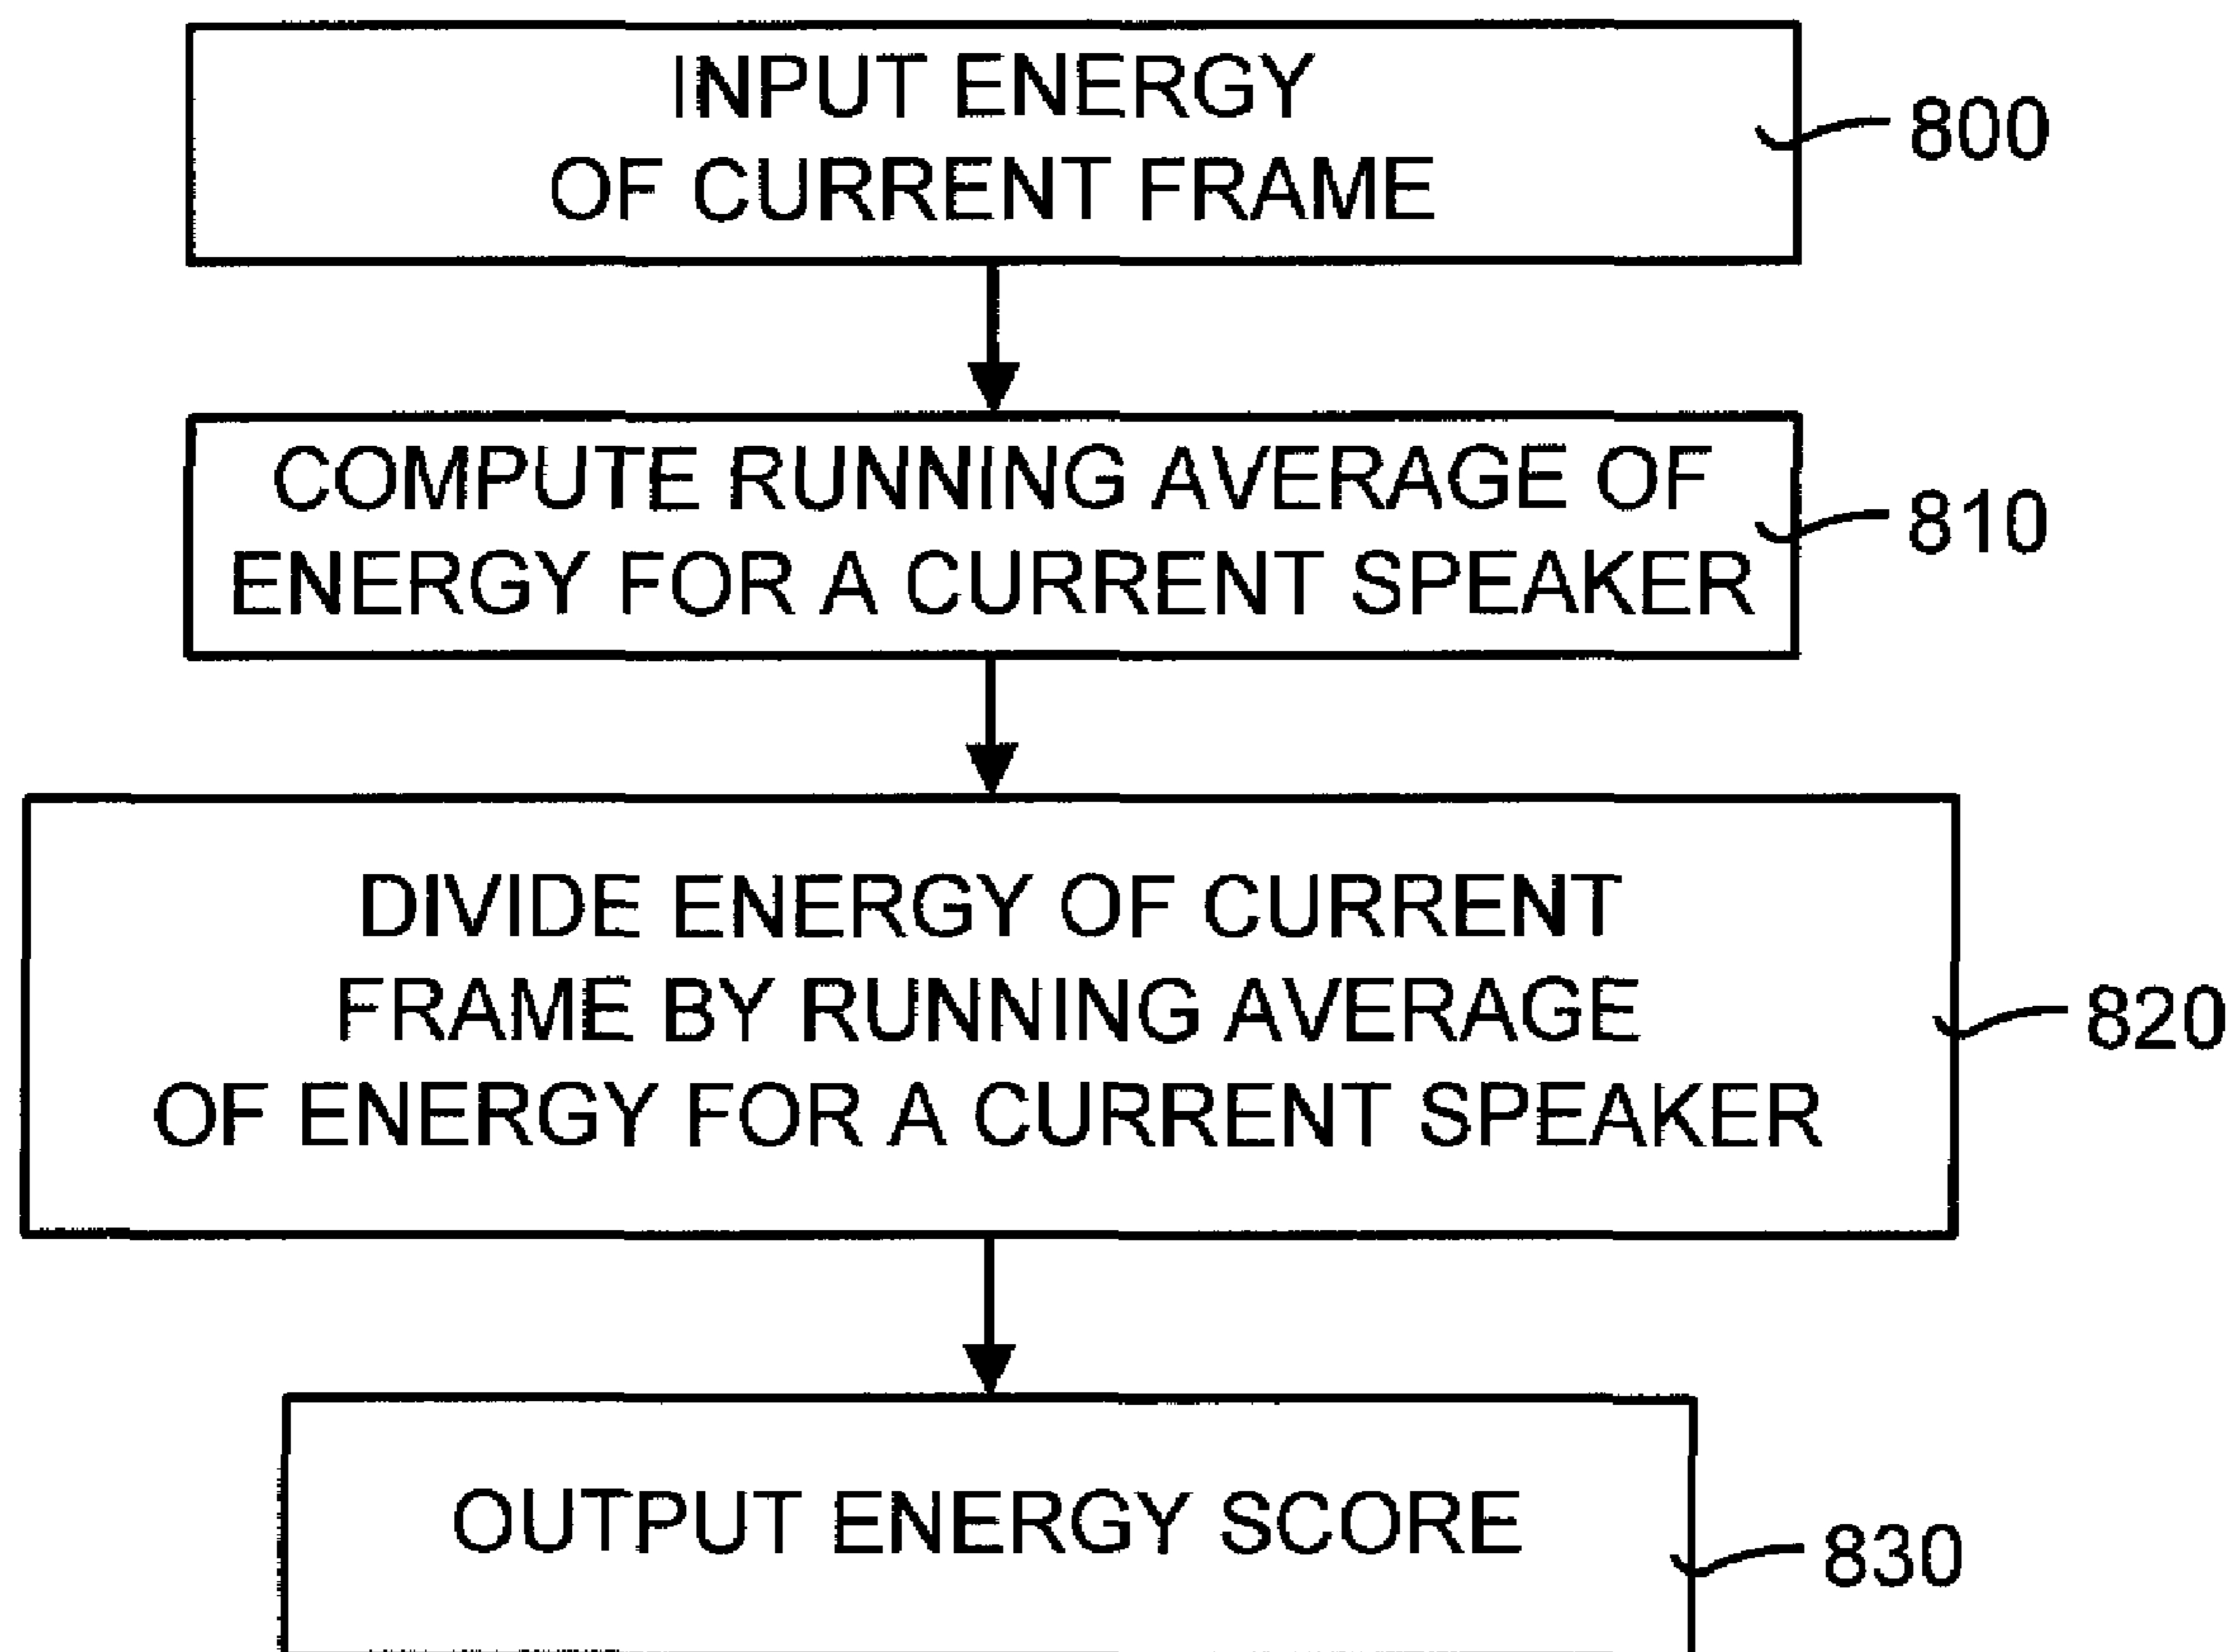 INPUT ENERGY
OF CURRENT FRAME
800
COMPUTE RUNNING AVERAGE OF
ENERGY FOR A CURRENT SPEAKER
810
DIVIDE ENERGY OF CURRENT
FRAME BY RUNNING AVERAGE
OF ENERGY FOR A CURRENT SPEAKER
820
OUTPUT ENERGY SCORE
830